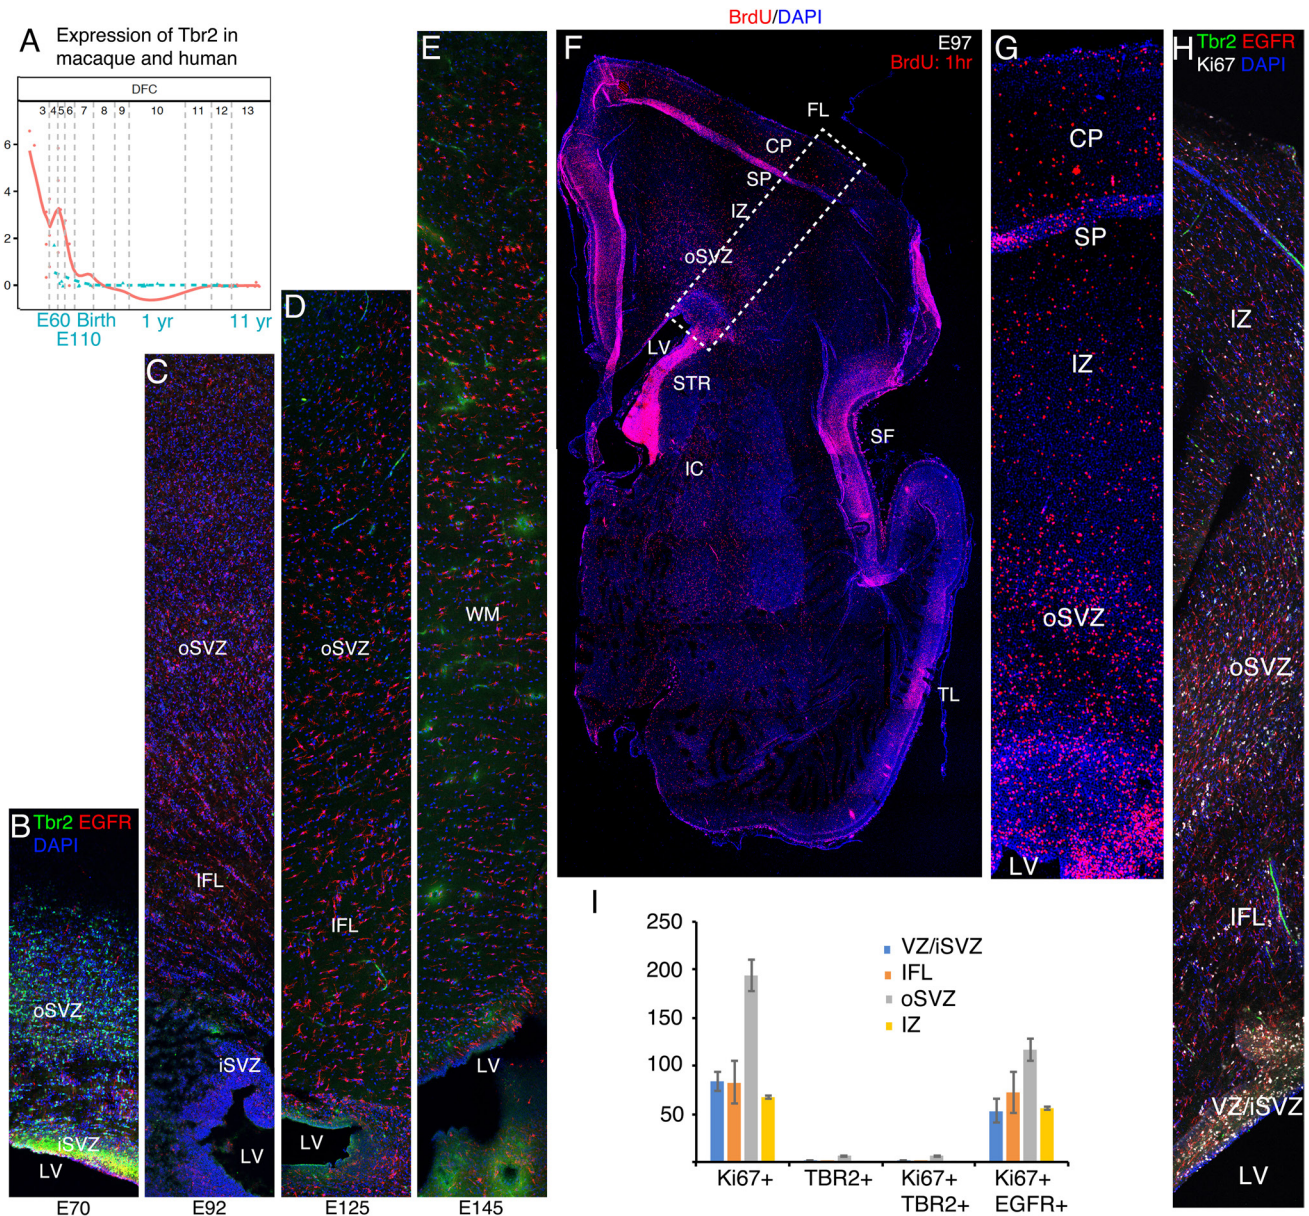 A
Expression of Tbr2 in
macaque and human
DFC
3 4 5 6 7 8 9 10 11 12 13
6
4
2
0
E60 Birth 1 yr 11 yr
E110
B
Tbr2 EGFR
DAPI
oSVZ
iSVZ
LV
E70
C
oSVZ
IFL
iSVZ
LV
E92
D
oSVZ
IFL
LV
E125
E
WM
LV
E145
BrdU/DAPI
F
E97
BrdU: 1hr
FL
CP
SP
IZ
oSVZ
LV
STR
IC
SF
TL
G
CP
SP
IZ
oSVZ
LV
H
Tbr2 EGFR
Ki67 DAPI
IZ
oSVZ
IFL
VZ/iSVZ
LV
I
250
200
150
100
50
VZ/iSVZ
IFL
oSVZ
IZ
Ki67+ TBR2+ Ki67+ Ki67+
TBR2+ EGFR+